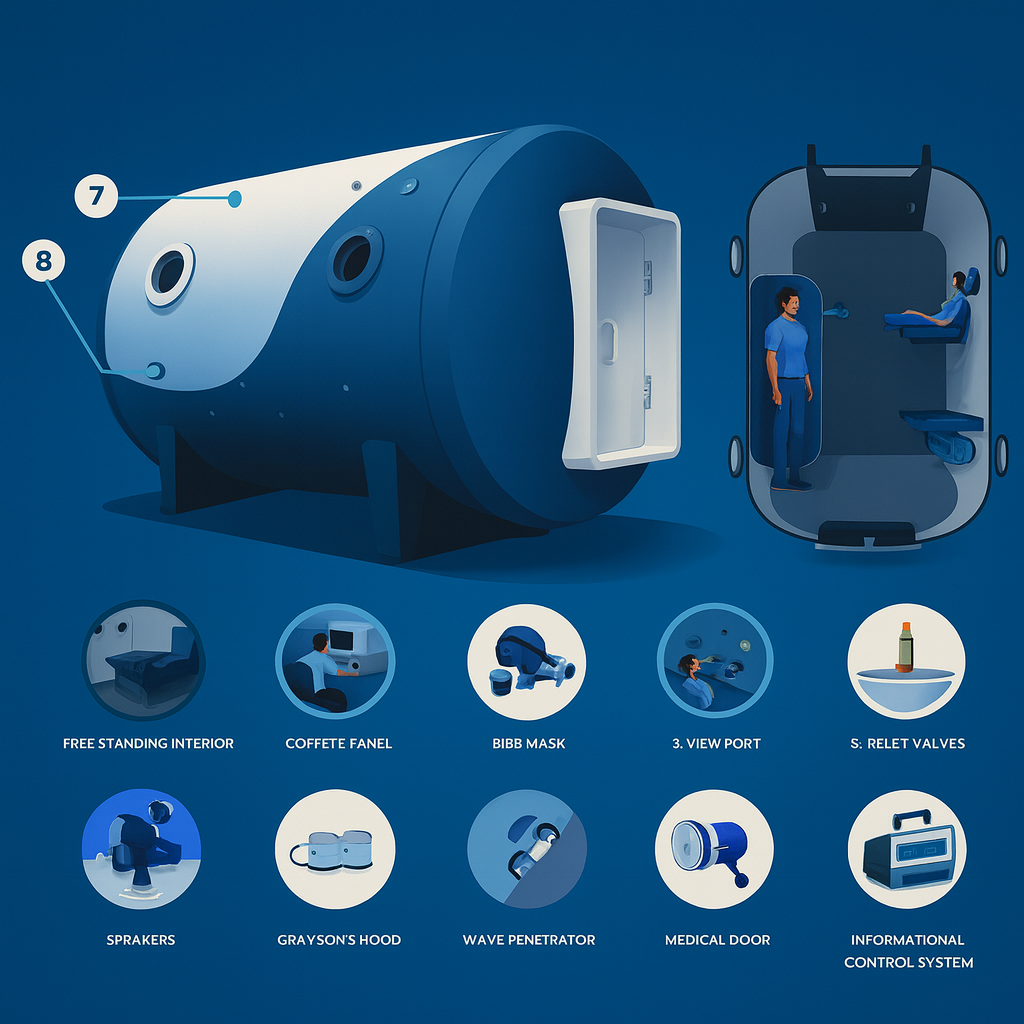 7
8
FREE STANDING INTERIOR
COFFETE FANEL
BIBB MASK
3. VIEW PORT
S: RELET VALVES
SPRAKERS
GRAYSON'S HOOD
WAVE PENETRATOR
MEDICAL DOOR
INFORMATIONAL
CONTROL SYSTEM